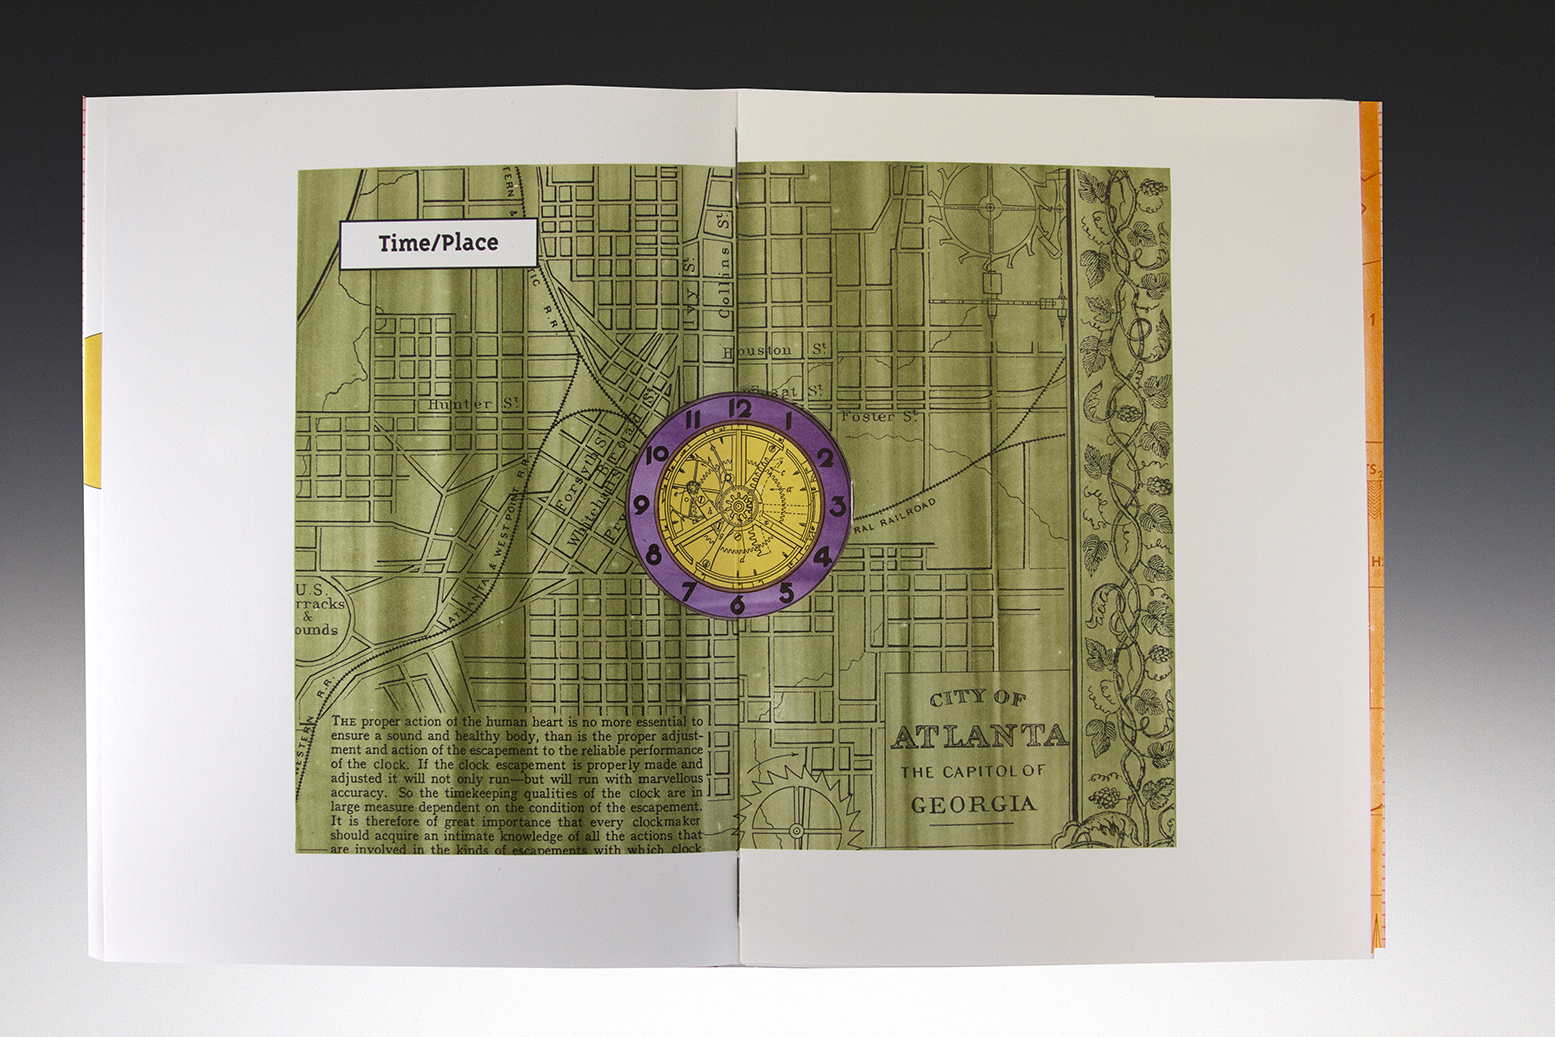 Time/Place
TERN &
IC R.R.
Ivy St.
Collins St.
Houston St.
Hunter St.
Foster St.
Forsyth St.
Broad St.
Whitehall St.
Pry
ATLANTA & WEST POINT R.R.
RAL RAILROAD
12
1
2
3
4
5
6
7
8
9
10
11
U.S.
rracks
&
ounds
STERN R.R.
THE proper action of the human heart is no more essential to
ensure a sound and healthy body, than is the proper adjust-
ment and action of the escapement to the reliable performance
of the clock. If the clock escapement is properly made and
adjusted it will not only run—but will run with marvellous
accuracy. So the timekeeping qualities of the clock are in
large measure dependent on the condition of the escapement.
It is therefore of great importance that every clockmaker
should acquire an intimate knowledge of all the actions that
are involved in the kinds of escapements with which clock
CITY OF
ATLANTA
THE CAPITOL OF
GEORGIA
1